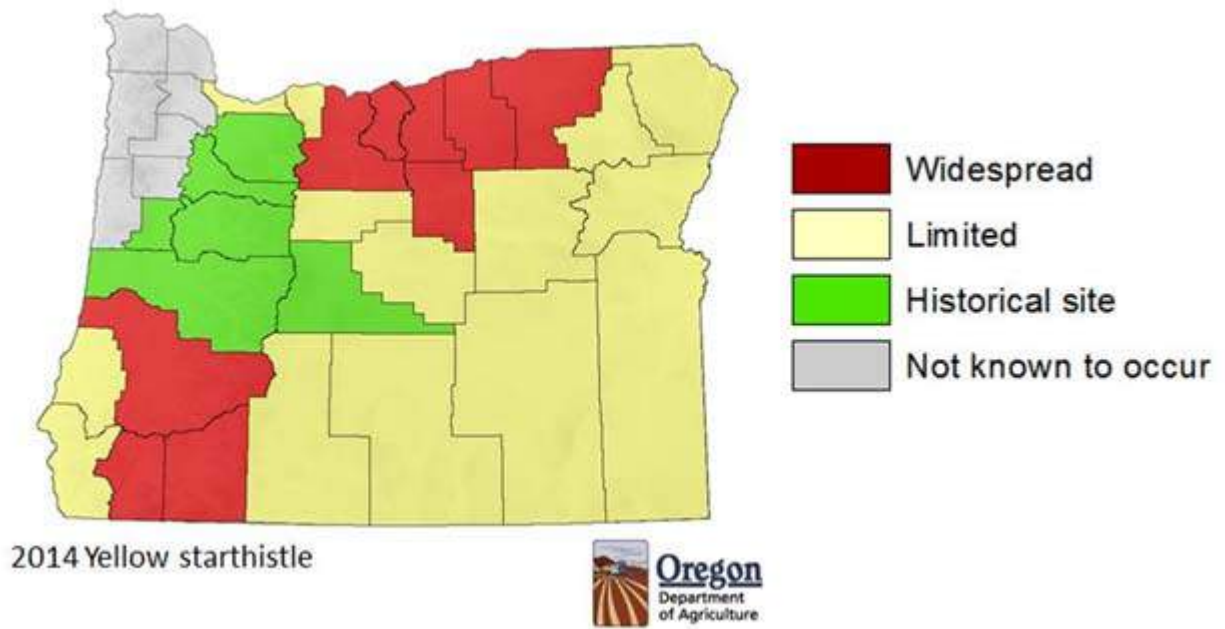 Widespread
Limited
Historical site
Not known to occur
2014 Yellow starthistle
Oregon
Department
of Agriculture